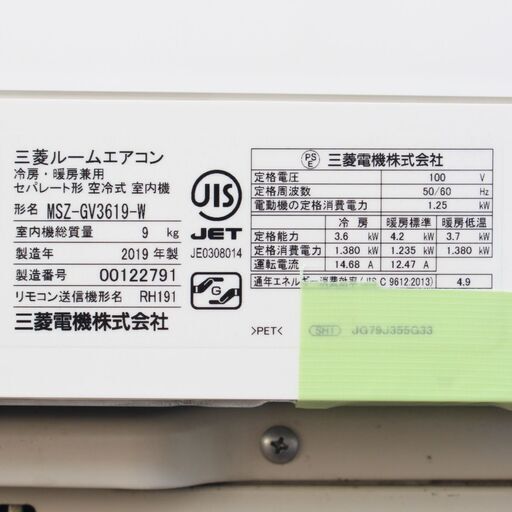 三菱ルームエアコン
冷房・暖房兼用
セパレート形 空冷式 室内機
形名 MSZ-GV3619-W
室内機総質量 9 kg
製造年 2019 年製
製造番号 00122791
リモコン送信機形名 RH191
三菱電機株式会社
JIS
JET
JE0308014
G
>PET<
PSE 三菱電機株式会社
定格電圧 100 V
定格周波数 50/60 Hz
電動機の定格消費電力 1.25 kW
冷房 暖房標準 暖房低温
定格能力 3.6 kW 4.2 kW 3.7 kW
定格消費電力 1.380 kW 1.235 kW 1.380 kW
運転電流 14.68 A 12.47 A
通年エネルギー消費効率(JIS C 9612:2013) 4.9
SH1 JG79J355G33